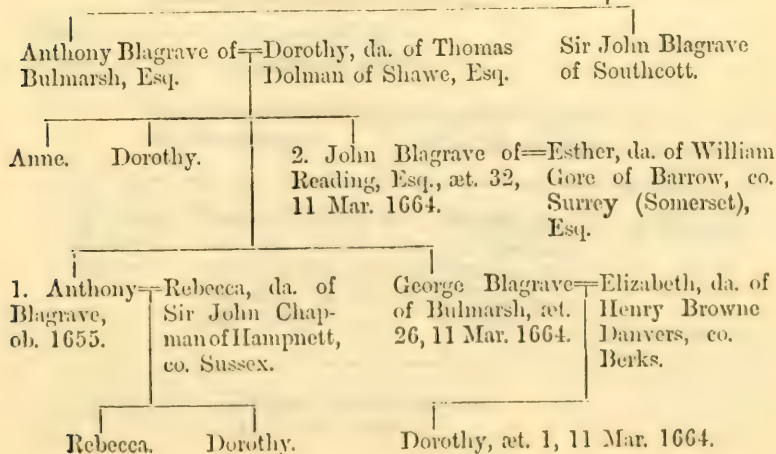 Anthony Blagrave of Bulmarsh, Esq.
Dorothy, da. of Thomas Dolman of Shawe, Esq.
Sir John Blagrave of Southcott.
Anne.
Dorothy.
2. John Blagrave of Reading, Esq., æt. 32, 11 Mar. 1664.
Esther, da. of William Gore of Barrow, co. Surrey (Somerset), Esq.
1. Anthony Blagrave, ob. 1655.
Rebecca, da. of Sir John Chapman of Hampnett, co. Sussex.
George Blagrave of Bulmarsh, æt. 26, 11 Mar. 1664.
Elizabeth, da. of Henry Browne Danvers, co. Berks.
Rebecca.
Dorothy.
Dorothy, æt. 1, 11 Mar. 1664.